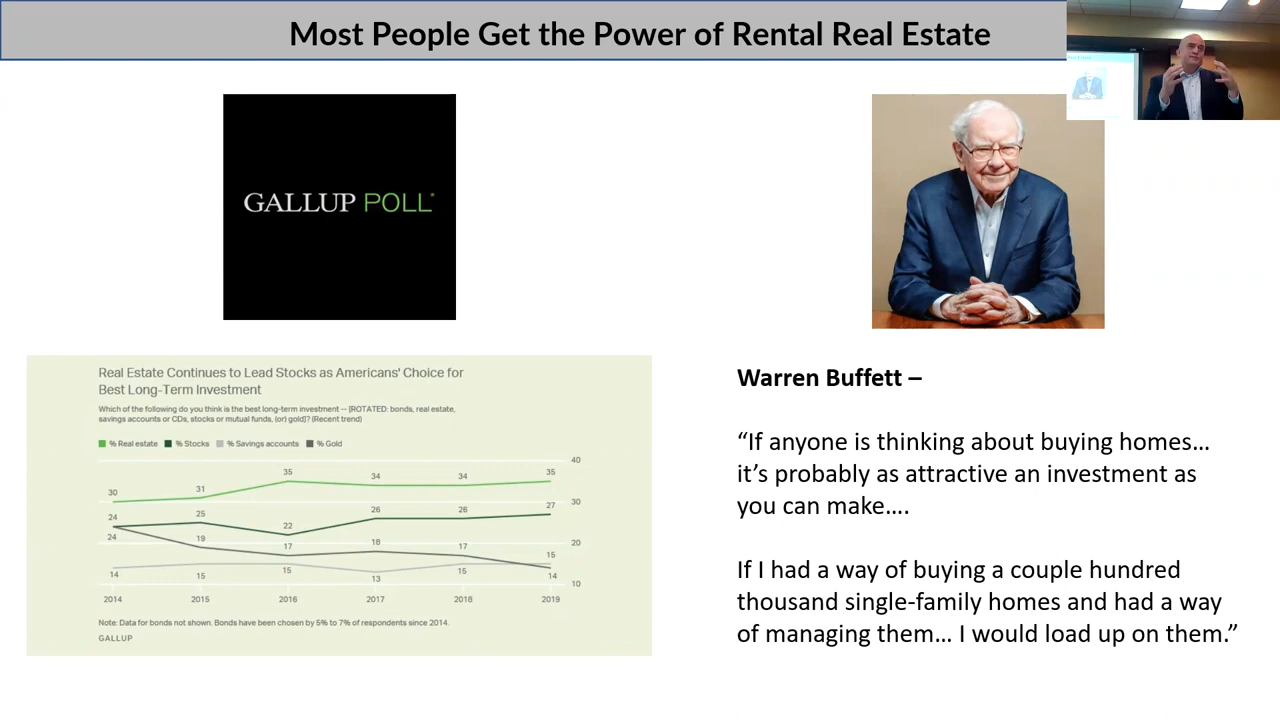 Most People Get the Power of Rental Real Estate
GALLUP POLL
Real Estate Continues to Lead Stocks as Americans' Choice for
Best Long-Term Investment
Which of the following do you think is the best long-term investment -- [ROTATED: bonds, real estate,
savings accounts or CDs, stocks or mutual funds, (or) gold]? (Recent trend)
% Real estate % Stocks % Savings accounts % Gold
40
35 34 34 35
30 31
30
24 25 22 26 26 27
24 19 17 18 17 15
20
14 15 15 13 15 14
10
2014 2015 2016 2017 2018 2019
Note: Data for bonds not shown. Bonds have been chosen by 5% to 7% of respondents since 2014.
GALLUP
Warren Buffett –
“If anyone is thinking about buying homes…
it’s probably as attractive an investment as
you can make….
If I had a way of buying a couple hundred
thousand single-family homes and had a way
of managing them… I would load up on them.”